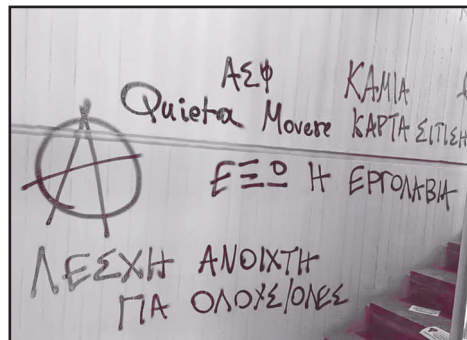 ΑΣΦ
Quieta Movere
ΚΑΜΙΑ
ΚΑΡΤΑ ΣΙΤΙΣΗ
ΕΞΩ Η ΕΡΓΟΛΑΒΙΑ
ΛΕΣΧΗ ΑΝΟΙΧΤΗ
ΓΙΑ ΟΛΟΥΣ/ΟΛΕΣ